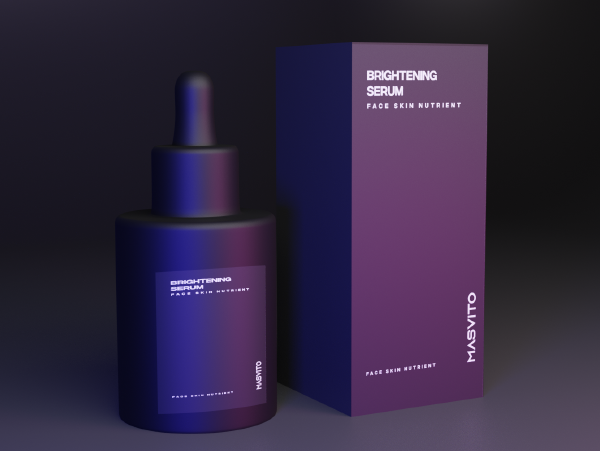 BRIGHTENING
SERUM
FACE SKIN NUTRIENT
MASVITO
FACE SKIN NUTRIENT
BRIGHTENING
SERUM
FACE SKIN NUTRIENT
MASVITO
FACE SKIN NUTRIENT